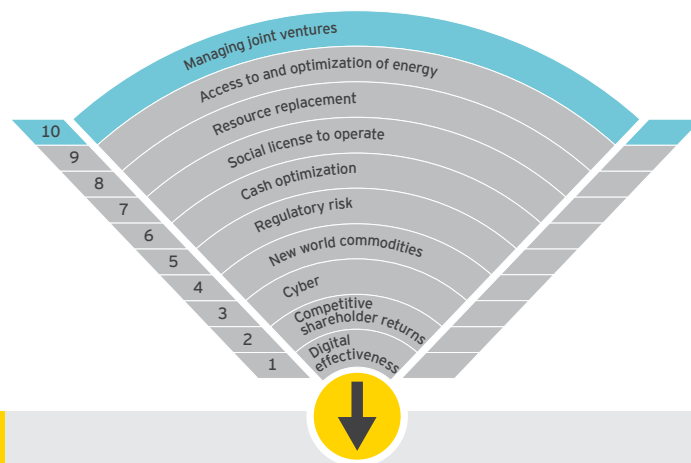 Managing joint ventures
Access to and optimization of energy
Resource replacement
Social license to operate
Cash optimization
Regulatory risk
New world commodities
Cyber
Competitive
shareholder returns
Digital
effectiveness
10
9
8
7
6
5
4
3
2
1